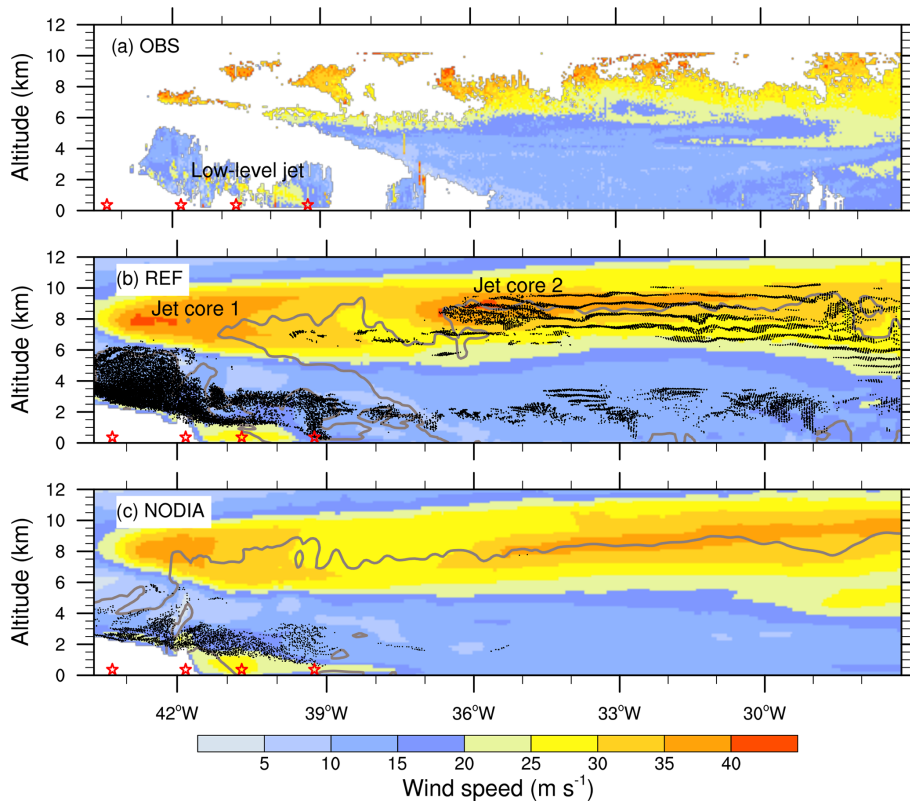 12
10
8
6
4
2
0
Altitude (km)
(a) OBS
Low-level jet
12
10
8
6
4
2
0
Altitude (km)
(b) REF
Jet core 1
Jet core 2
12
10
8
6
4
2
0
Altitude (km)
(c) NODIA
42°W 39°W 36°W 33°W 30°W
5 10 15 20 25 30 35 40
Wind speed (m s⁻¹)